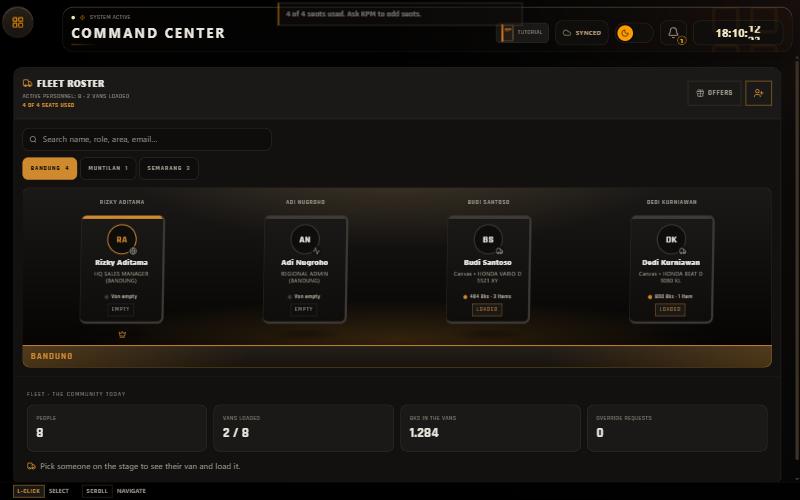 SYSTEM ACTIVE
COMMAND CENTER
4 of 4 seats used. Ask KPM to add seats.
TUTORIAL
SYNCED
1
18:10:
FLEET ROSTER
ACTIVE PERSONNEL: 8 · 2 VANS LOADED
4 OF 4 SEATS USED
OFFERS
Search name, role, area, email...
BANDUNG 4
MUNTILAN 1
SEMARANG 3
RIZKY ADITAMA
ADI NUGROHO
BUDI SANTOSO
DEDI KURNIAWAN
RA
AN
BS
DK
Rizky Aditama
Adi Nugroho
Budi Santoso
Dedi Kurniawan
HQ SALES MANAGER
(BANDUNG)
REGIONAL ADMIN
(BANDUNG)
Canvas • HONDA VARIO D
5521 XY
Canvas • HONDA BEAT D
Van empty
Van empty
484 Bks · 3 Items
800 Bks · 1 Item
EMPTY
EMPTY
LOADED
LOADED
BANDUNG
FLEET · THE COMMUNITY TODAY
PEOPLE
8
VANS LOADED
2 / 8
BKS IN THE VANS
1.284
OVERRIDE REQUESTS
0
Pick someone on the stage to see their van and load it.
L-CLICK SELECT
SCROLL NAVIGATE